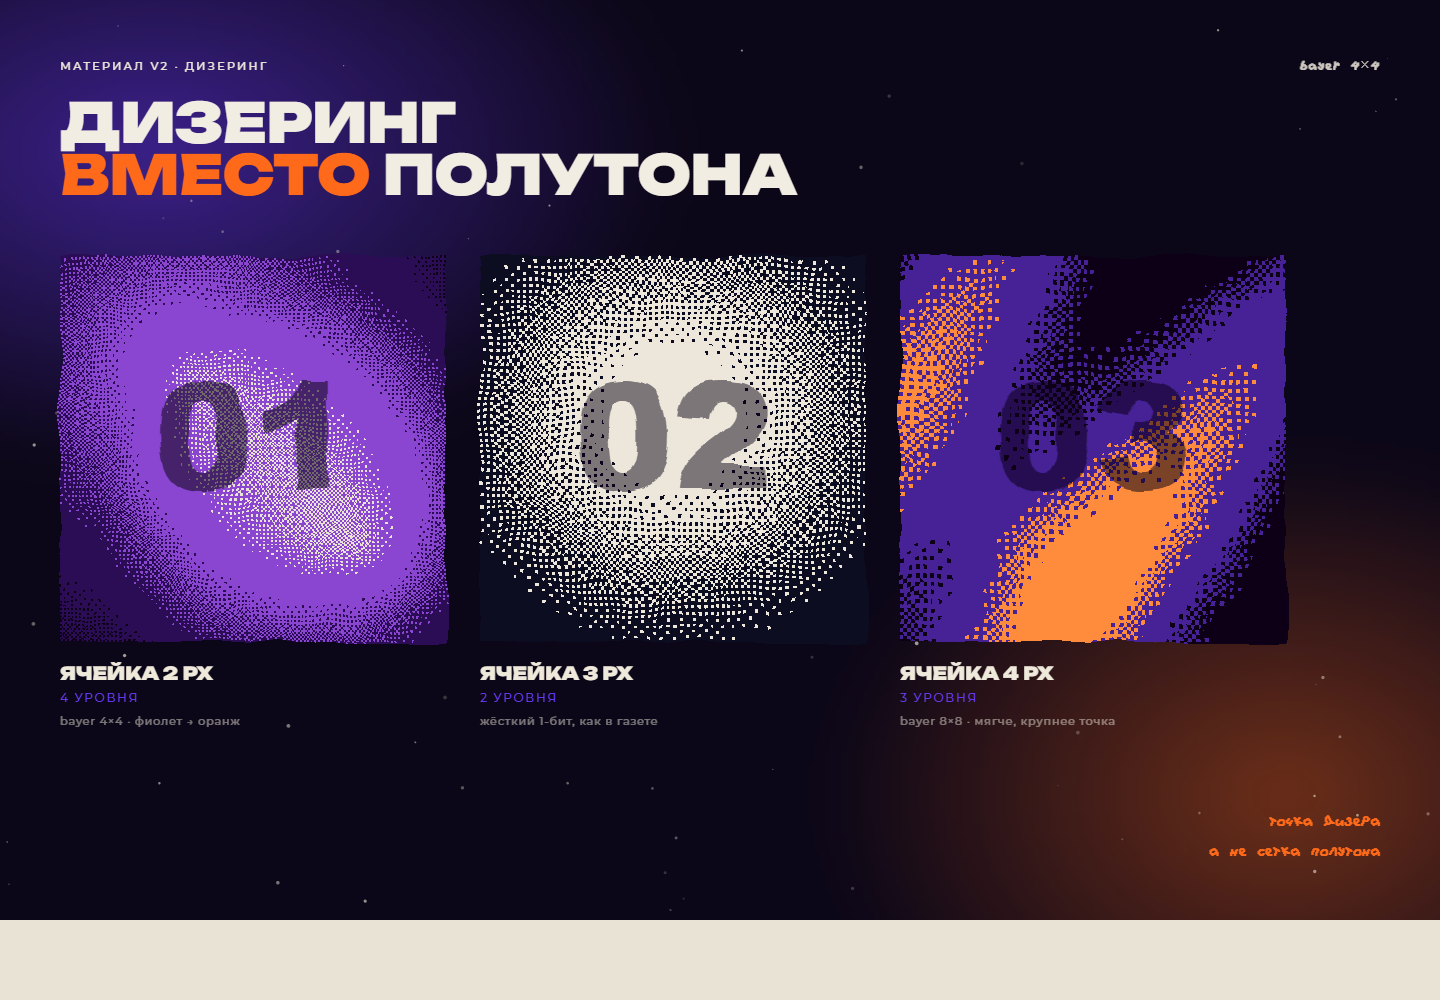 МАТЕРИАЛ V2 · ДИЗЕРИНГ
bayer 4×4
ДИЗЕРИНГ
ВМЕСТО ПОЛУТОНА
01
02
03
ЯЧЕЙКА 2 PX
4 УРОВНЯ
bayer 4×4 · фиолет → оранж
ЯЧЕЙКА 3 PX
2 УРОВНЯ
жёсткий 1-бит, как в газете
ЯЧЕЙКА 4 PX
3 УРОВНЯ
bayer 8×8 · мягче, крупнее точка
точка дизера
а не сетка полутона